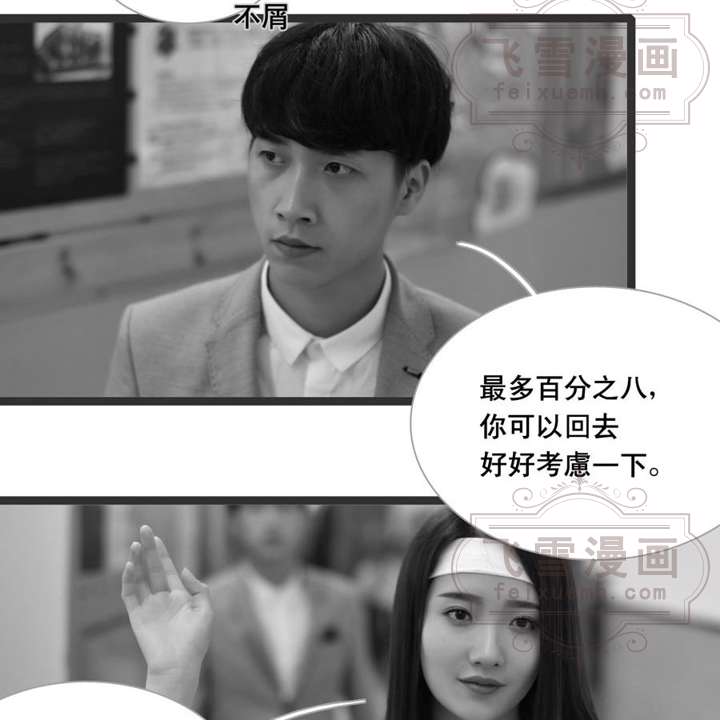 不屑
飞雪漫画
feixuemh.com
最多百分之八，
你可以回去
好好考慮一下。
飞雪漫画
feixuemh.com